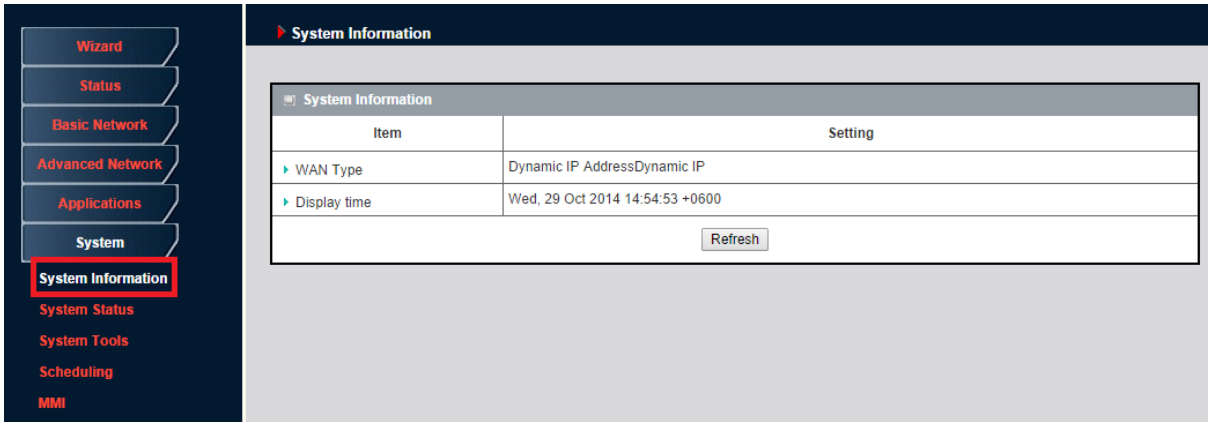 Wizard
Status
Basic Network
Advanced Network
Applications
System
System Information
System Status
System Tools
Scheduling
MMI
System Information
System Information
Item Setting
WAN Type Dynamic IP AddressDynamic IP
Display time Wed, 29 Oct 2014 14:54:53 +0600
Refresh